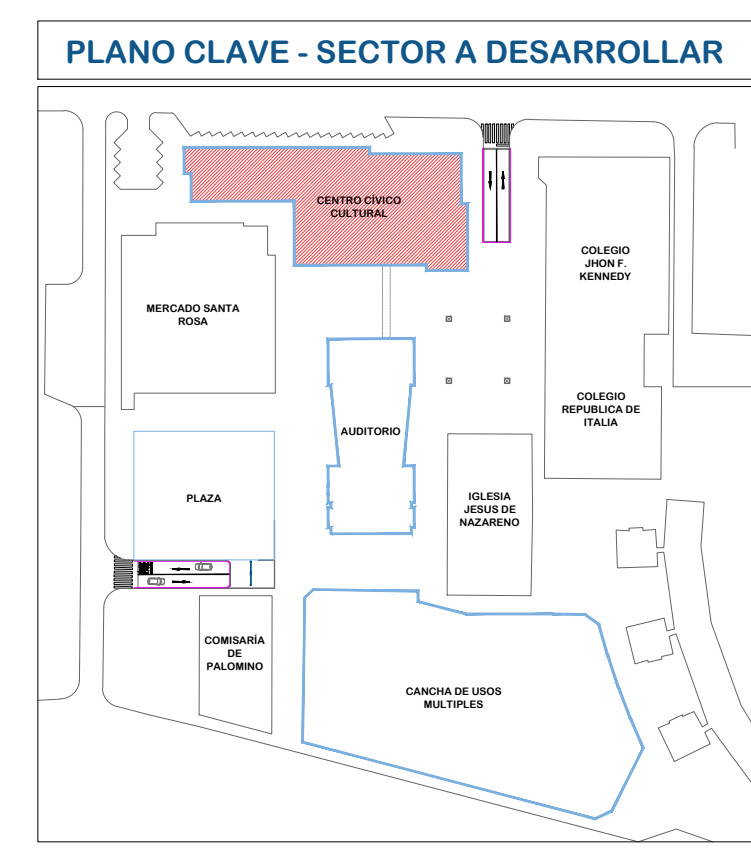 PLANO CLAVE - SECTOR A DESARROLLAR
CENTRO CÍVICO
CULTURAL
COLEGIO
JHON F.
KENNEDY
MERCADO SANTA
ROSA
COLEGIO
REPUBLICA DE
ITALIA
AUDITORIO
PLAZA
IGLESIA
JESUS DE
NAZARENO
COMISARÍA
DE
PALOMINO
CANCHA DE USOS
MULTIPLES